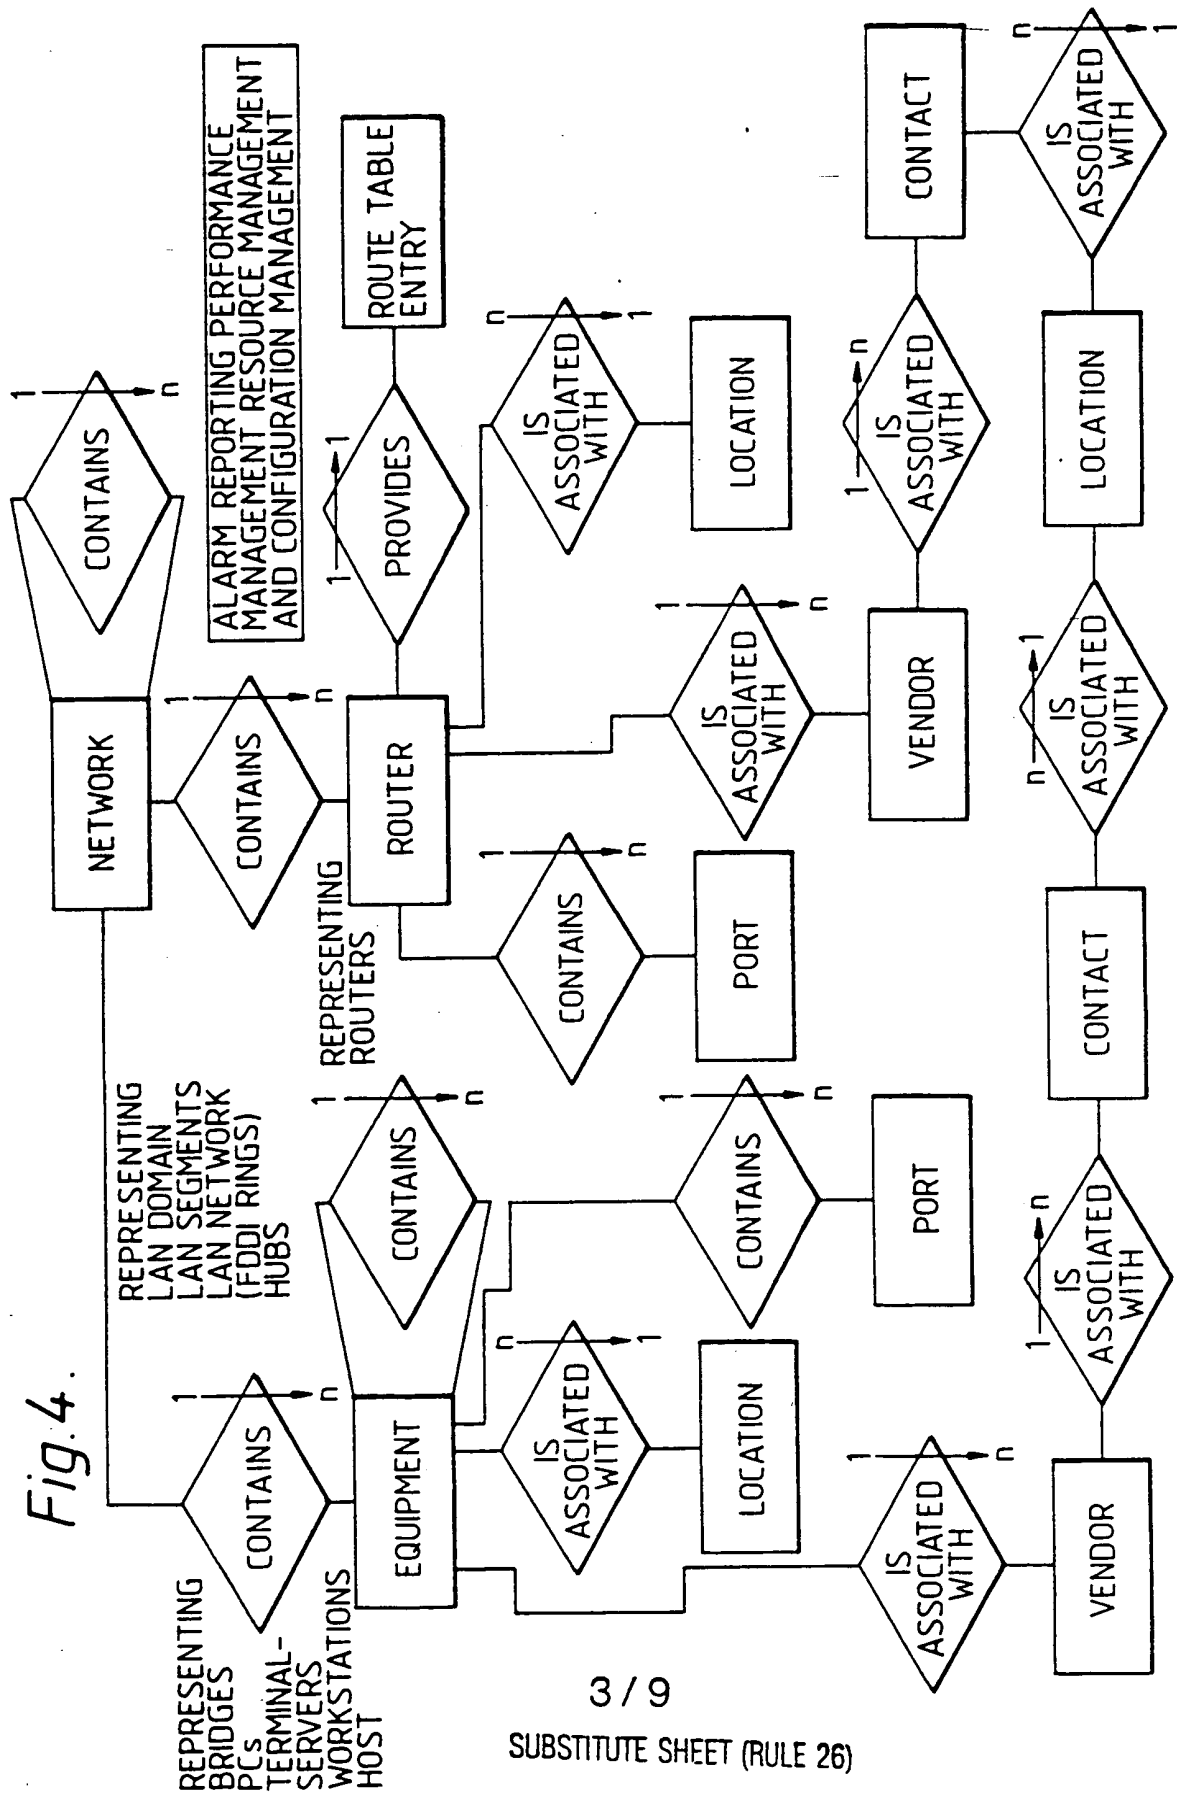 Fig.4.
1
CONTAINS
n
NETWORK
ALARM REPORTING PERFORMANCE
MANAGEMENT RESOURCE MANAGEMENT
AND CONFIGURATION MANAGEMENT
REPRESENTING
LAN DOMAIN
LAN SEGMENTS
LAN NETWORK
(FDDI RINGS)
HUBS
1
CONTAINS
n
1
CONTAINS
n
REPRESENTING
BRIDGES
PCs
TERMINAL-
SERVERS
WORKSTATIONS
HOST
EQUIPMENT
1
CONTAINS
n
REPRESENTING
ROUTERS
ROUTER
1
1
PROVIDES
ROUTE TABLE
ENTRY
n
IS
ASSOCIATED
WITH
1
LOCATION
1
CONTAINS
n
PORT
1
CONTAINS
n
PORT
1
IS
ASSOCIATED
WITH
n
VENDOR
n
IS
ASSOCIATED
WITH
1
LOCATION
1
n
IS
ASSOCIATED
WITH
CONTACT
1
IS
ASSOCIATED
WITH
n
VENDOR
1
n
IS
ASSOCIATED
WITH
CONTACT
n
1
IS
ASSOCIATED
WITH
LOCATION
n
IS
ASSOCIATED
WITH
1
3/9
SUBSTITUTE SHEET (RULE 26)